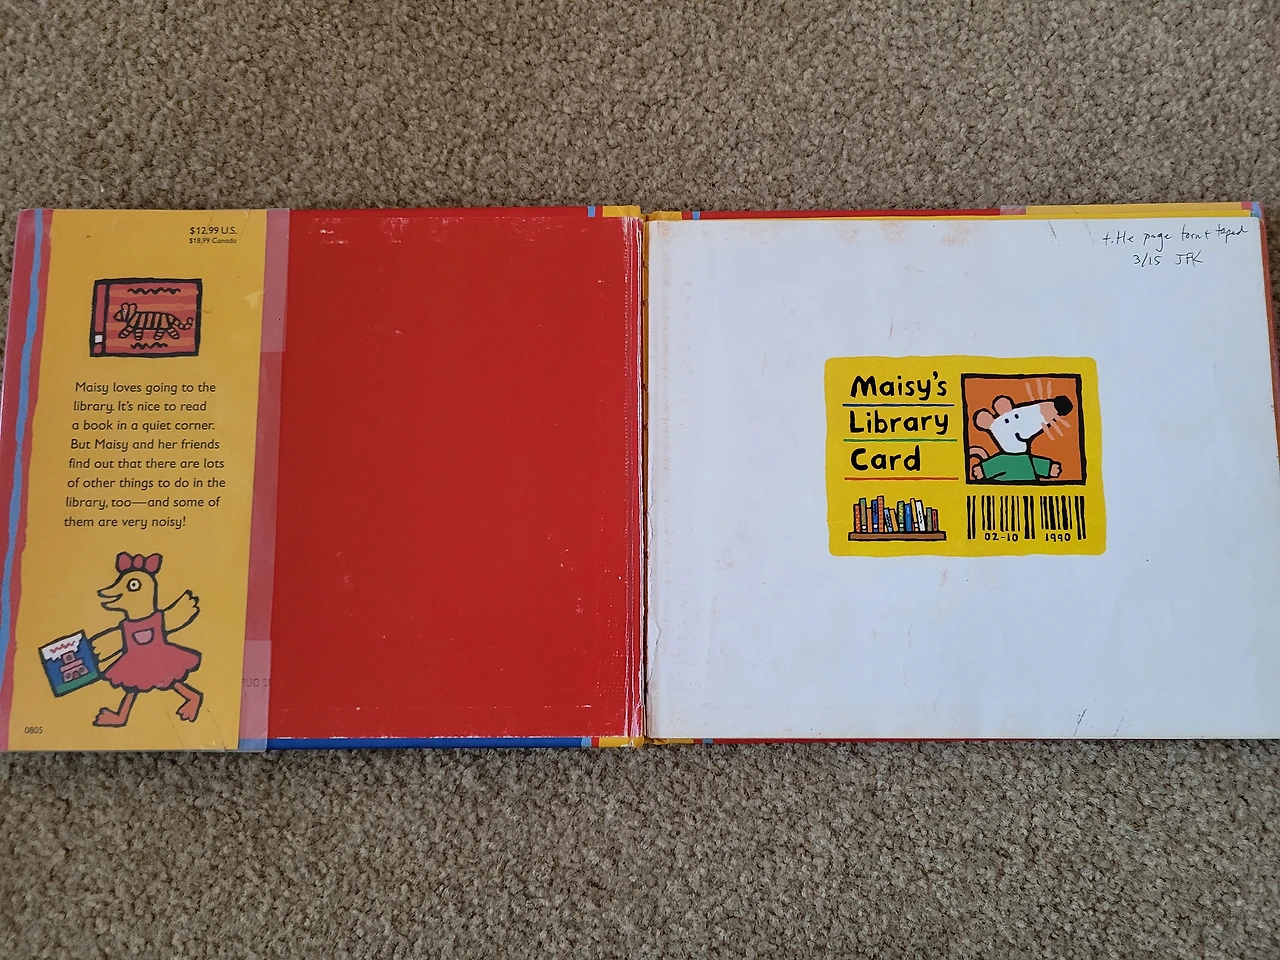 $12.99 U.S.
$18.99 Canada
Maisy loves going to the
library. It's nice to read
a book in a quiet corner.
But Maisy and her friends
find out that there are lots
of other things to do in the
library, too—and some of
them are very noisy!
0805
title page torn + taped
3/15 JFK
Maisy's
Library
Card
02-10 1990